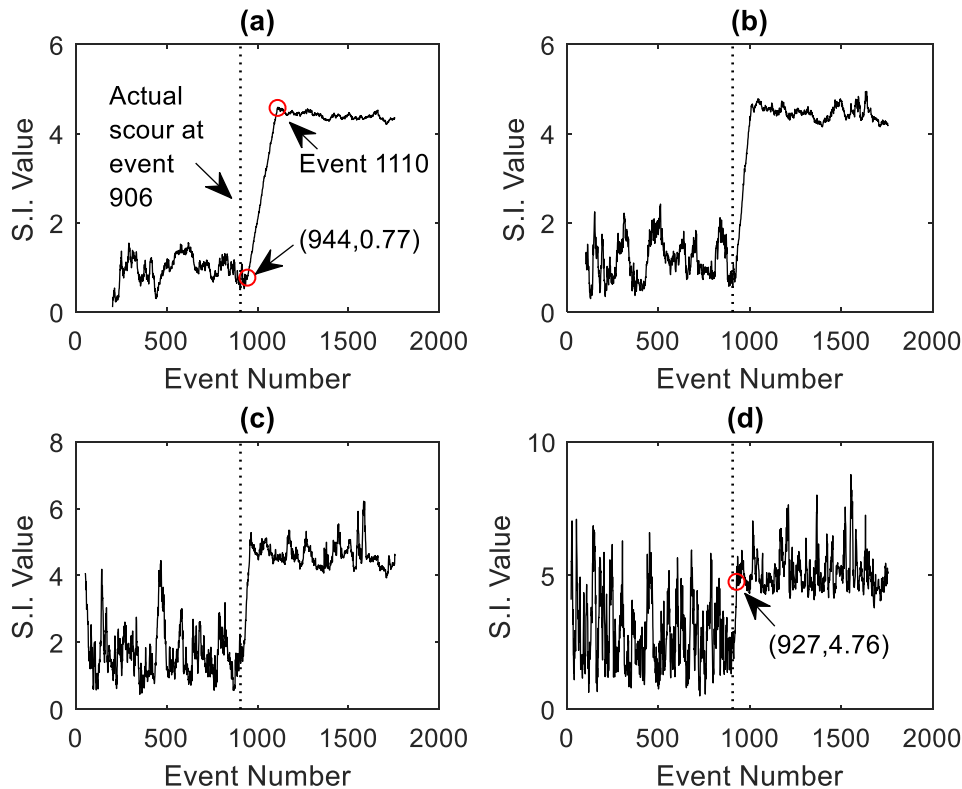 (a)
S.I. Value
6
4
2
0
Actual
scour at
event
906
Event 1110
(944,0.77)
0 500 1000 1500 2000
Event Number
(b)
S.I. Value
6
4
2
0
0 500 1000 1500 2000
Event Number
(c)
S.I. Value
8
6
4
2
0
0 500 1000 1500 2000
Event Number
(d)
S.I. Value
10
5
0
(927,4.76)
0 500 1000 1500 2000
Event Number